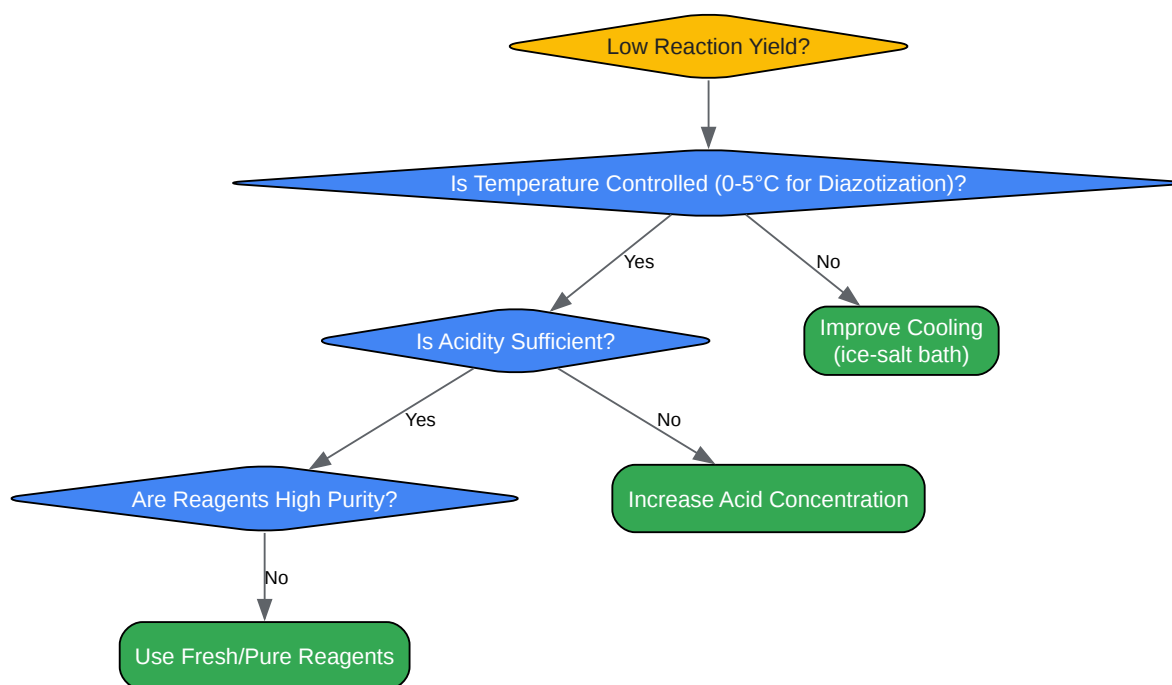 Low Reaction Yield?
Is Temperature Controlled (0-5°C for Diazotization)?
Yes
No
Improve Cooling
(ice-salt bath)
Is Acidity Sufficient?
Yes
No
Increase Acid Concentration
Are Reagents High Purity?
No
Use Fresh/Pure Reagents